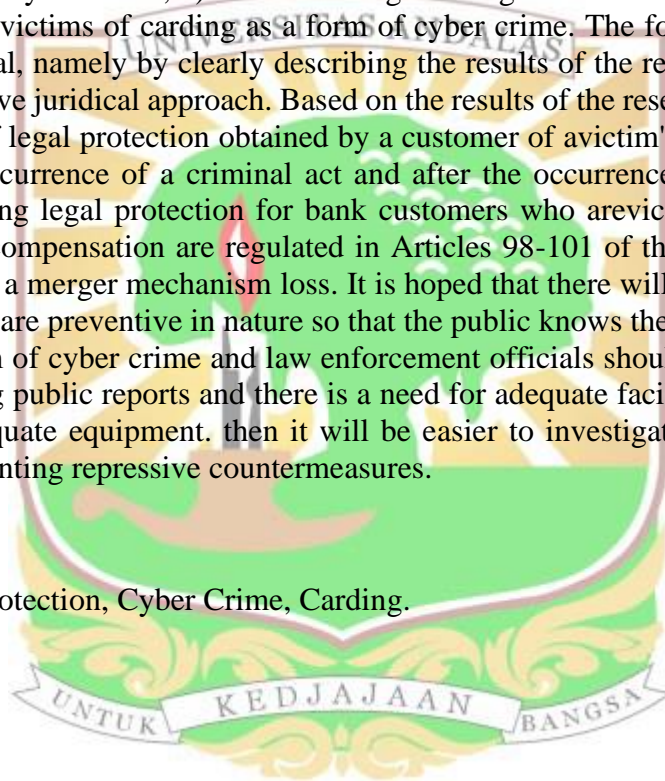 victims of carding as a form of cyber crime. The fo
UNIVERSITAS ANDALAS
al, namely by clearly describing the results of the re
ve juridical approach. Based on the results of the rese
legal protection obtained by a customer of avictim'
currence of a criminal act and after the occurrence
ng legal protection for bank customers who arevic
ompensation are regulated in Articles 98-101 of th
a merger mechanism loss. It is hoped that there will
are preventive in nature so that the public knows the
of cyber crime and law enforcement officials shou
g public reports and there is a need for adequate faci
quate equipment. then it will be easier to investigat
nting repressive countermeasures.
otection, Cyber Crime, Carding.
UNTUK KEDJAJAAN BANGSA